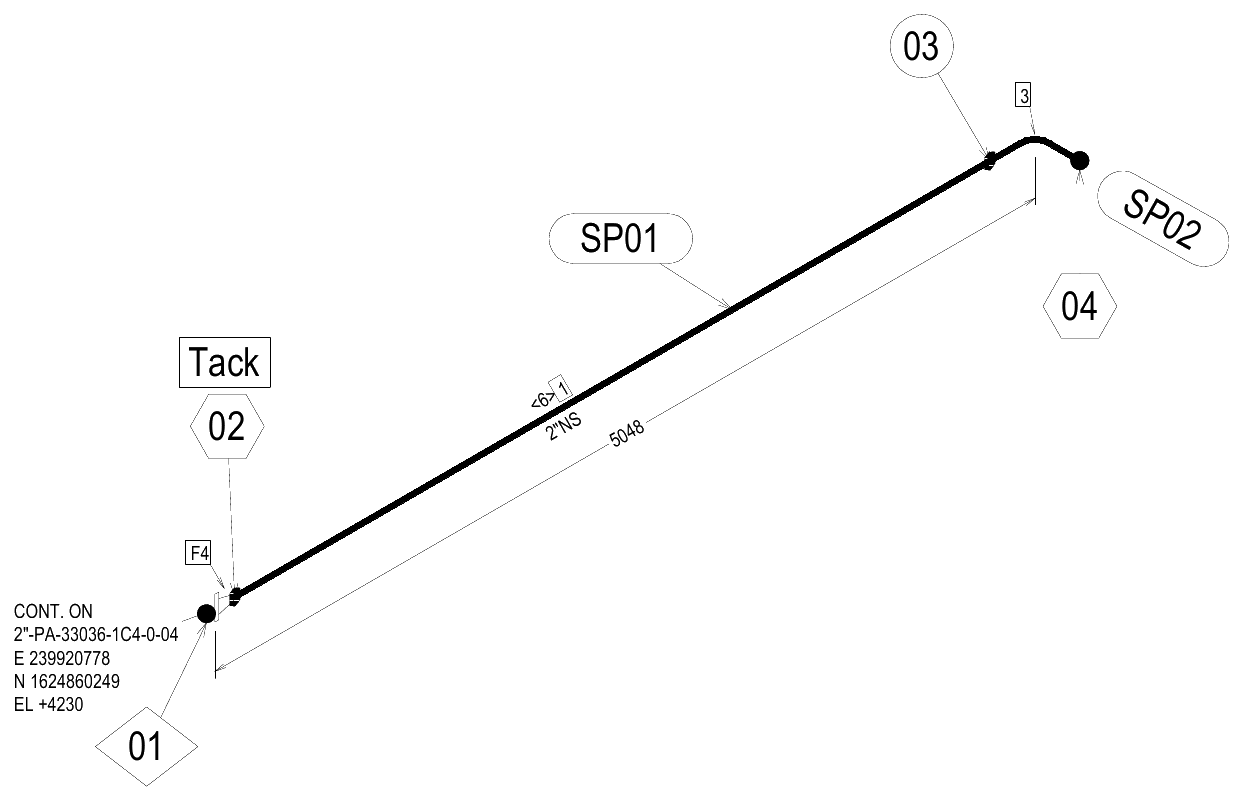 03
3
SP01
SP02
04
Tack
02
<6> 1
2"NS
5048
F4
CONT. ON
2"-PA-33036-1C4-0-04
E 239920778
N 1624860249
EL +4230
01